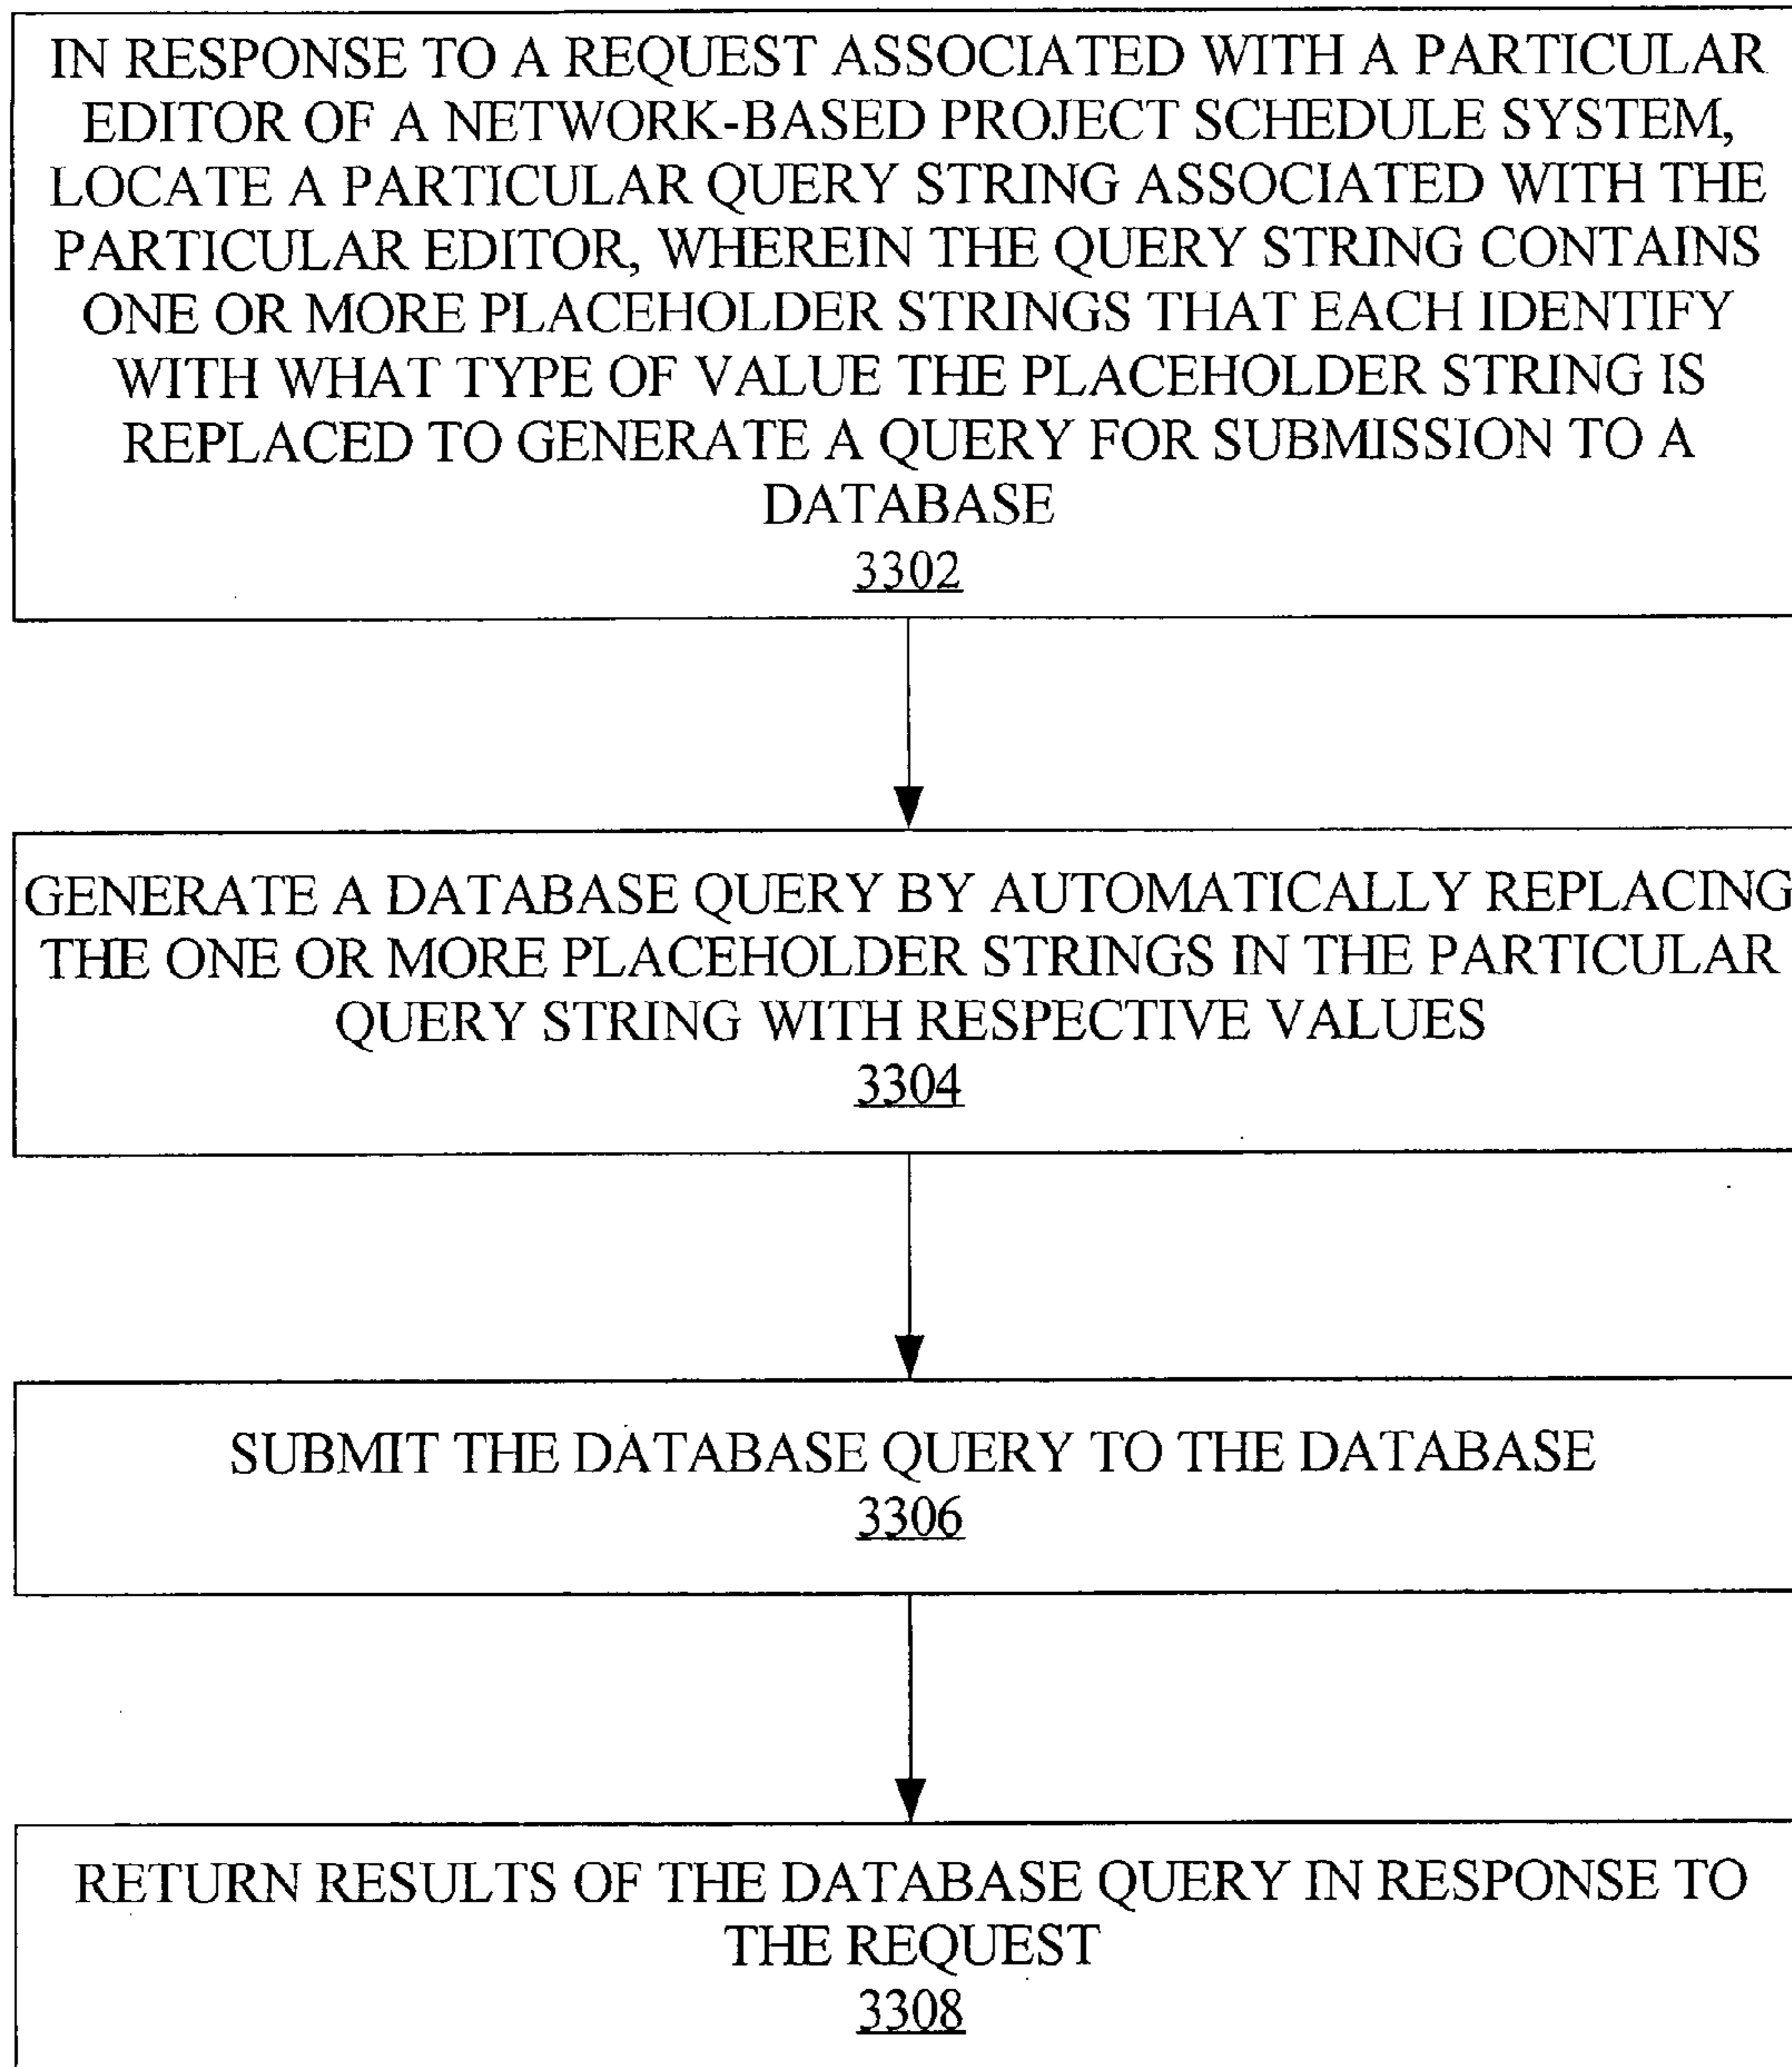 IN RESPONSE TO A REQUEST ASSOCIATED WITH A PARTICULAR
EDITOR OF A NETWORK-BASED PROJECT SCHEDULE SYSTEM,
LOCATE A PARTICULAR QUERY STRING ASSOCIATED WITH THE
PARTICULAR EDITOR, WHEREIN THE QUERY STRING CONTAINS
ONE OR MORE PLACEHOLDER STRINGS THAT EACH IDENTIFY
WITH WHAT TYPE OF VALUE THE PLACEHOLDER STRING IS
REPLACED TO GENERATE A QUERY FOR SUBMISSION TO A
DATABASE
3302
GENERATE A DATABASE QUERY BY AUTOMATICALLY REPLACING
THE ONE OR MORE PLACEHOLDER STRINGS IN THE PARTICULAR
QUERY STRING WITH RESPECTIVE VALUES
3304
SUBMIT THE DATABASE QUERY TO THE DATABASE
3306
RETURN RESULTS OF THE DATABASE QUERY IN RESPONSE TO
THE REQUEST
3308